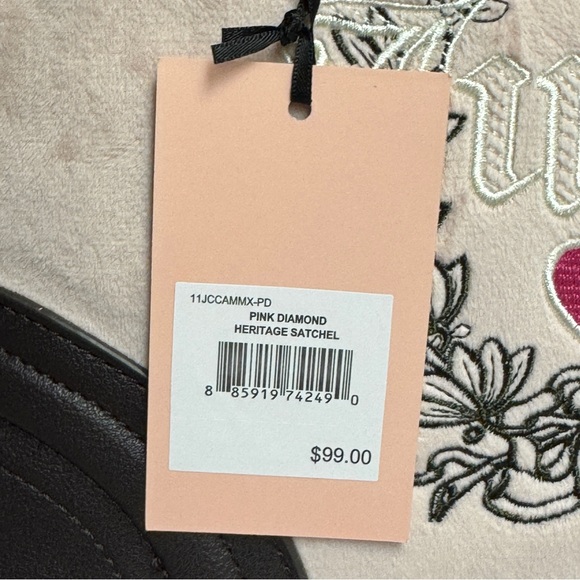 11JCCAMMX-PD
PINK DIAMOND
HERITAGE SATCHEL
8 85919 74249 0
$99.00